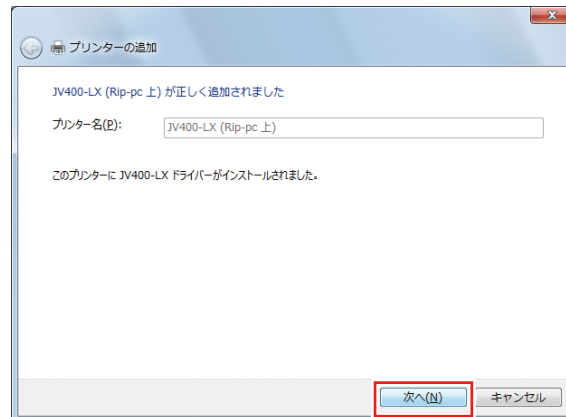 プリンターの追加
JV400-LX (Rip-pc 上) が正しく追加されました
プリンター名(P): JV400-LX (Rip-pc 上)
このプリンターに JV400-LX ドライバーがインストールされました。
次へ(N) キャンセル